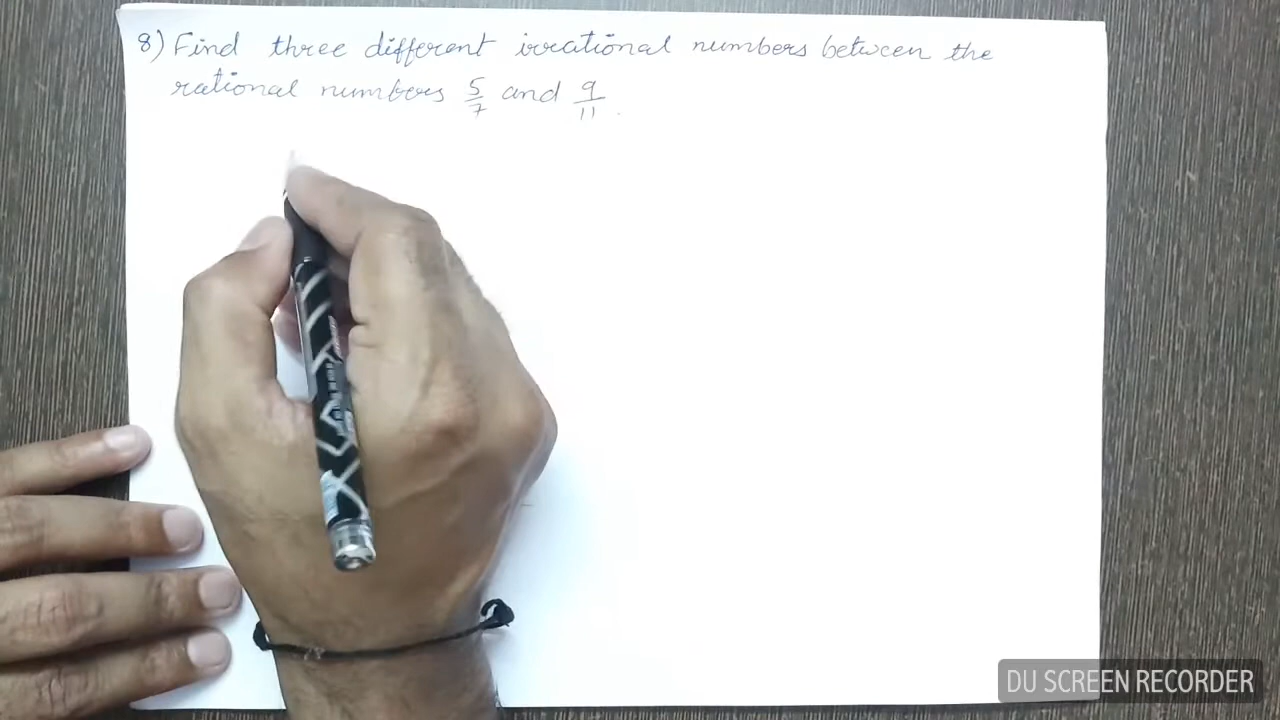 8) Find three different irrational numbers between the
rational numbers 5/7 and 9/11.
DU SCREEN RECORDER